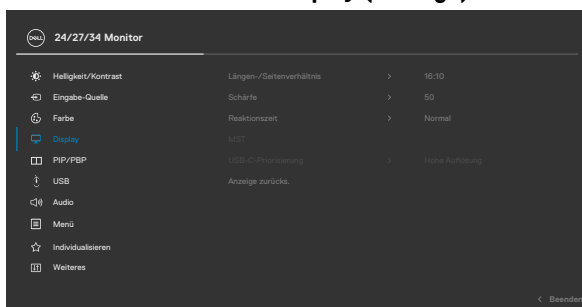 DELL
24/27/34 Monitor
Helligkeit/Kontrast Längen-/Seitenverhältnis > 16:10
Eingabe-Quelle Schärfe > 50
Farbe Reaktionszeit > Normal
Display MST
PIP/PBP USB-C-Priorisierung > Hohe Auflösung
USB Anzeige zurücks.
Audio
Menü
Individualisieren
Weiteres
< Beenden